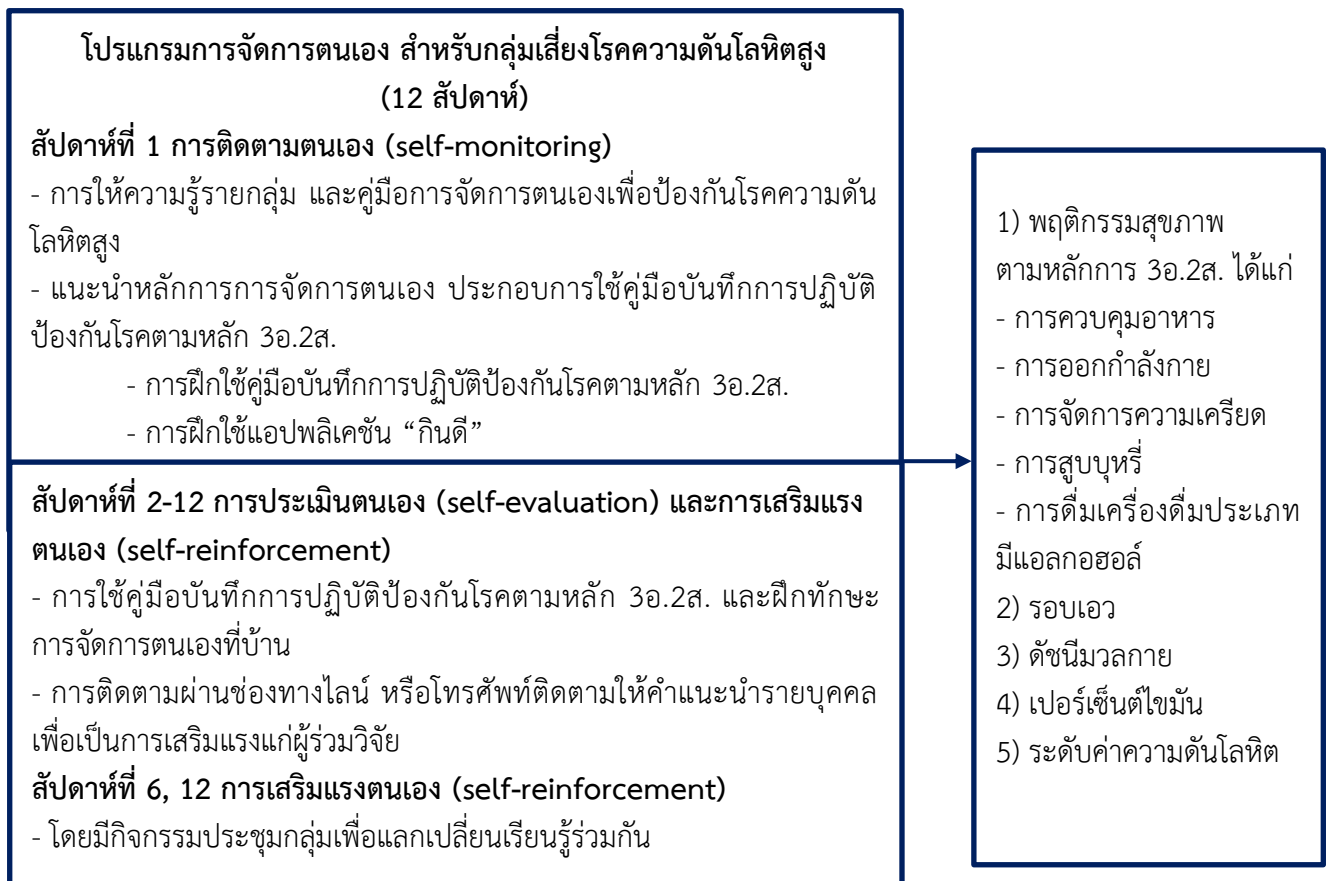 โปรแกรมการจัดการตนเอง สำหรับกลุ่มเสี่ยงโรคความดันโลหิตสูง
(12 สัปดาห์)
สัปดาห์ที่ 1 การติดตามตนเอง (self-monitoring)
- การให้ความรู้รายกลุ่ม และคู่มือการจัดการตนเองเพื่อป้องกันโรคความดัน
โลหิตสูง
- แนะนำหลักการการจัดการตนเอง ประกอบการใช้คู่มือบันทึกการปฏิบัติ
ป้องกันโรคตามหลัก 3อ.2ส.
- การฝึกใช้คู่มือบันทึกการปฏิบัติป้องกันโรคตามหลัก 3อ.2ส.
- การฝึกใช้แอปพลิเคชัน “กินดี”
สัปดาห์ที่ 2-12 การประเมินตนเอง (self-evaluation) และการเสริมแรง
ตนเอง (self-reinforcement)
- การใช้คู่มือบันทึกการปฏิบัติป้องกันโรคตามหลัก 3อ.2ส. และฝึกทักษะ
การจัดการตนเองที่บ้าน
- การติดตามผ่านช่องทางไลน์ หรือโทรศัพท์ติดตามให้คำแนะนำรายบุคคล
เพื่อเป็นการเสริมแรงแก่ผู้ร่วมวิจัย
สัปดาห์ที่ 6, 12 การเสริมแรงตนเอง (self-reinforcement)
- โดยมีกิจกรรมประชุมกลุ่มเพื่อแลกเปลี่ยนเรียนรู้ร่วมกัน
1) พฤติกรรมสุขภาพ
ตามหลักการ 3อ.2ส. ได้แก่
- การควบคุมอาหาร
- การออกกำลังกาย
- การจัดการความเครียด
- การสูบบุหรี่
- การดื่มเครื่องดื่มประเภท
มีแอลกอฮอล์
2) รอบเอว
3) ดัชนีมวลกาย
4) เปอร์เซ็นต์ไขมัน
5) ระดับค่าความดันโลหิต